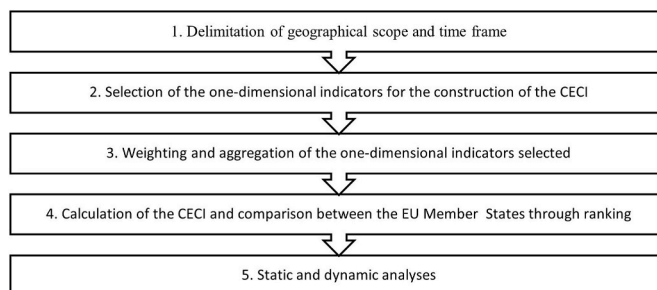 1. Delimitation of geographical scope and time frame
2. Selection of the one-dimensional indicators for the construction of the CECI
3. Weighting and aggregation of the one-dimensional indicators selected
4. Calculation of the CECI and comparison between the EU Member States through ranking
5. Static and dynamic analyses